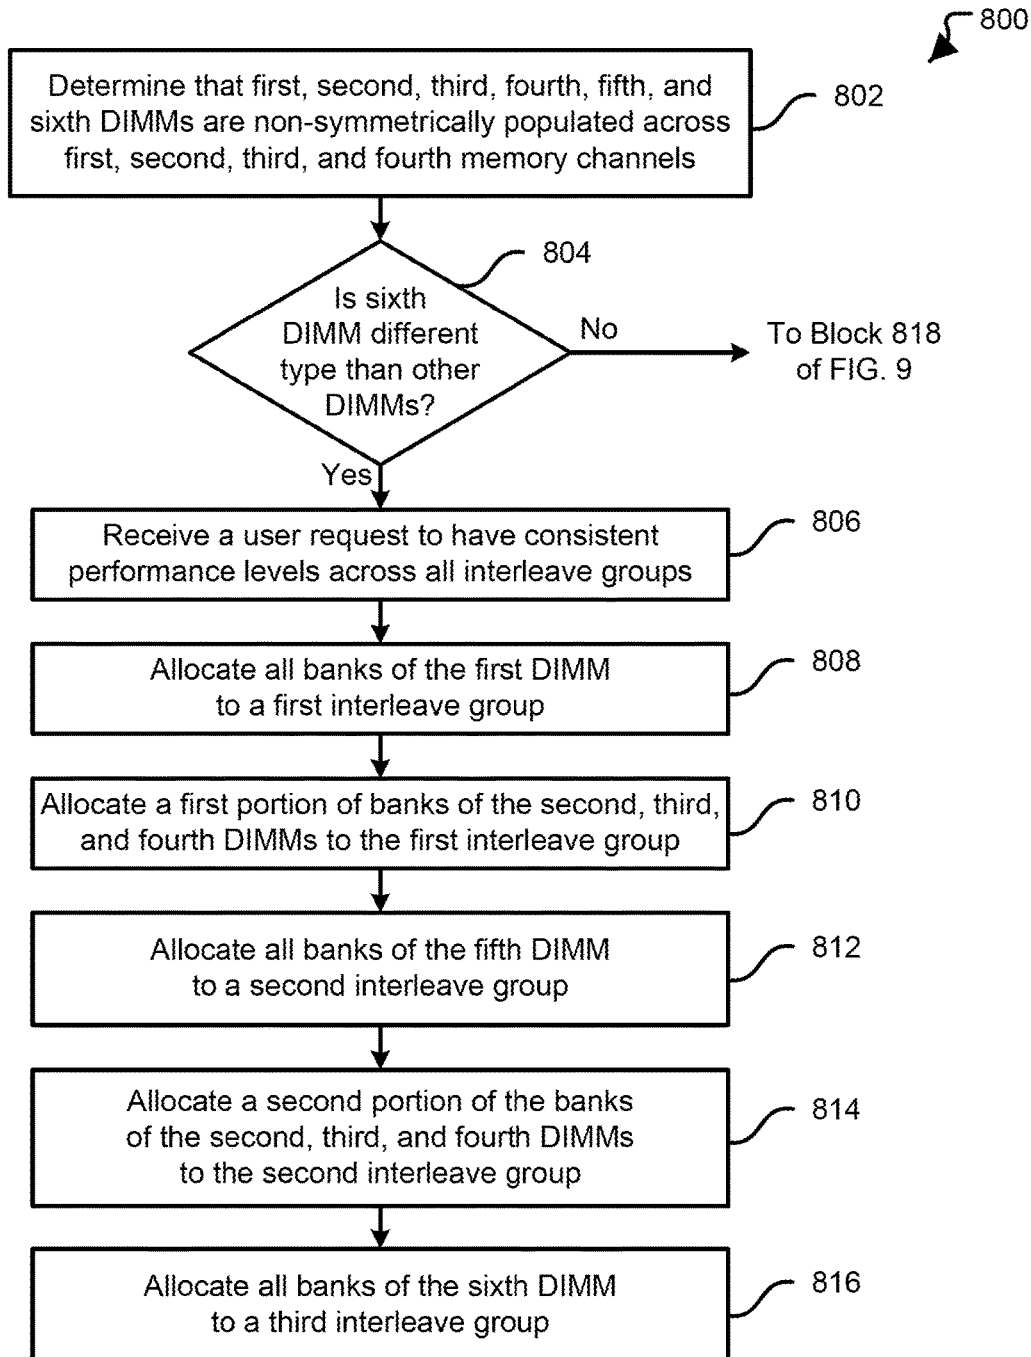 800
Determine that first, second, third, fourth, fifth, and
sixth DIMMs are non-symmetrically populated across
first, second, third, and fourth memory channels
802
804
Is sixth
DIMM different
type than other
DIMMs?
No
To Block 818
of FIG. 9
Yes
Receive a user request to have consistent
performance levels across all interleave groups
806
Allocate all banks of the first DIMM
to a first interleave group
808
Allocate a first portion of banks of the second, third,
and fourth DIMMs to the first interleave group
810
Allocate all banks of the fifth DIMM
to a second interleave group
812
Allocate a second portion of the banks
of the second, third, and fourth DIMMs
to the second interleave group
814
Allocate all banks of the sixth DIMM
to a third interleave group
816